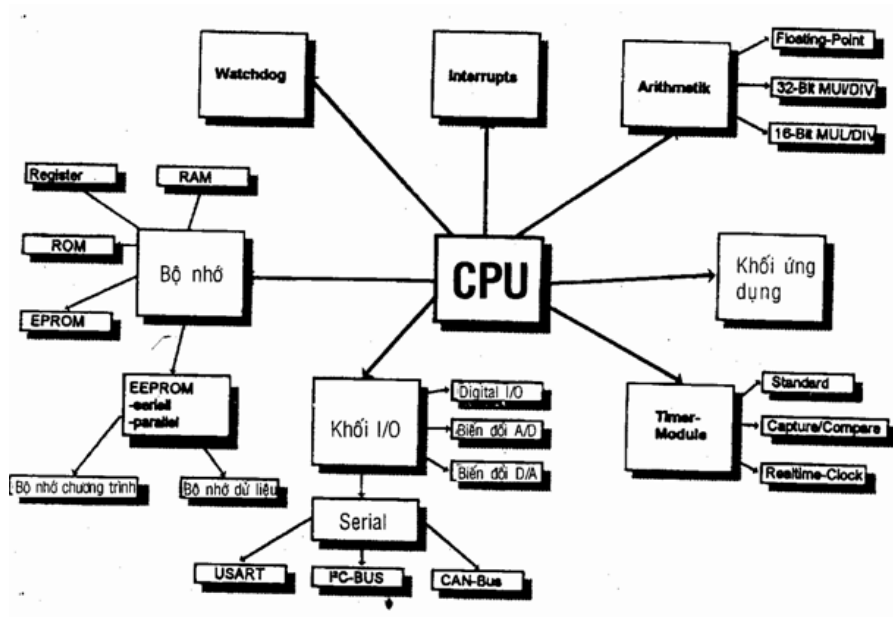 Watchdog
Interrupts
Arithmetik
Floating-Point
32-Bit MUl/DIV
16-Bit MUL/DIV
Register
RAM
ROM
Bộ nhớ
EPROM
CPU
Khối ứng
dụng
EEPROM
-seriell
-parallel
Bộ nhớ chương trình
Bộ nhớ dử liệu
Khối I/O
Digital I/O
Biến đổi A/D
Biến đổi D/A
Serial
USART
I²C-BUS
CAN-Bus
Timer-
Module
Standard
Capture/Compare
Realtime-Clock